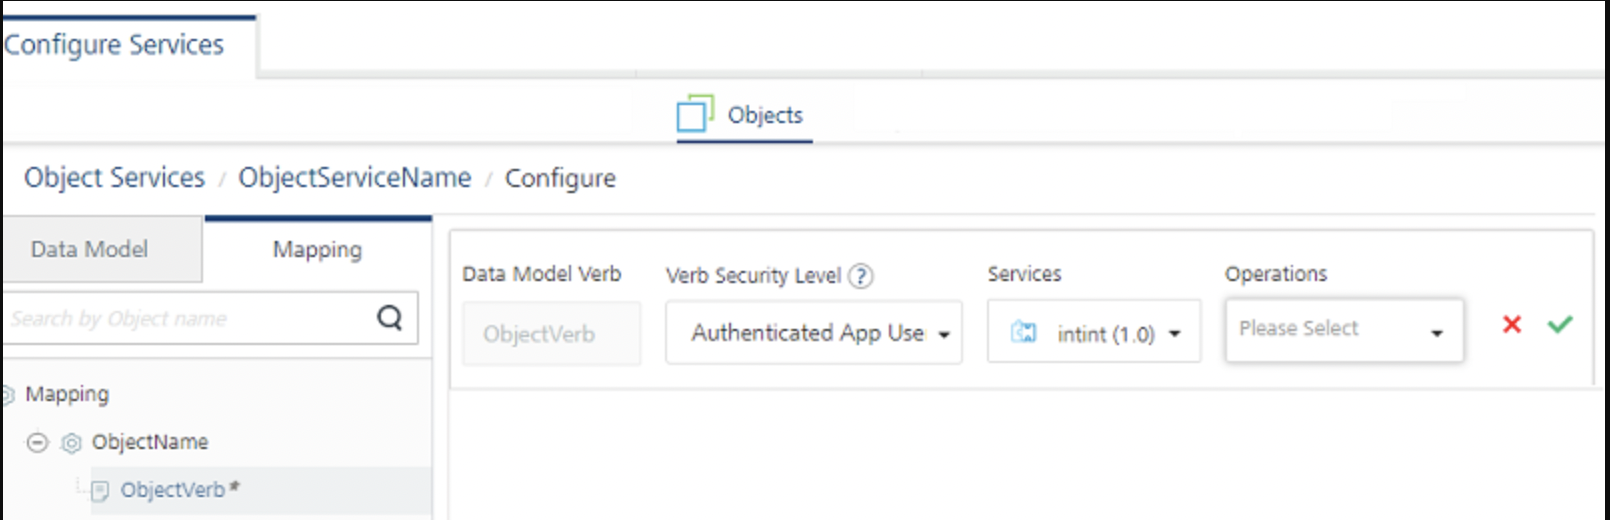 Configure Services
Objects
Object Services / ObjectServiceName / Configure
Data Model
Mapping
Search by Object name
Mapping
ObjectName
ObjectVerb*
Data Model Verb
Verb Security Level ?
Services
Operations
ObjectVerb
Authenticated App Use
intint (1.0)
Please Select